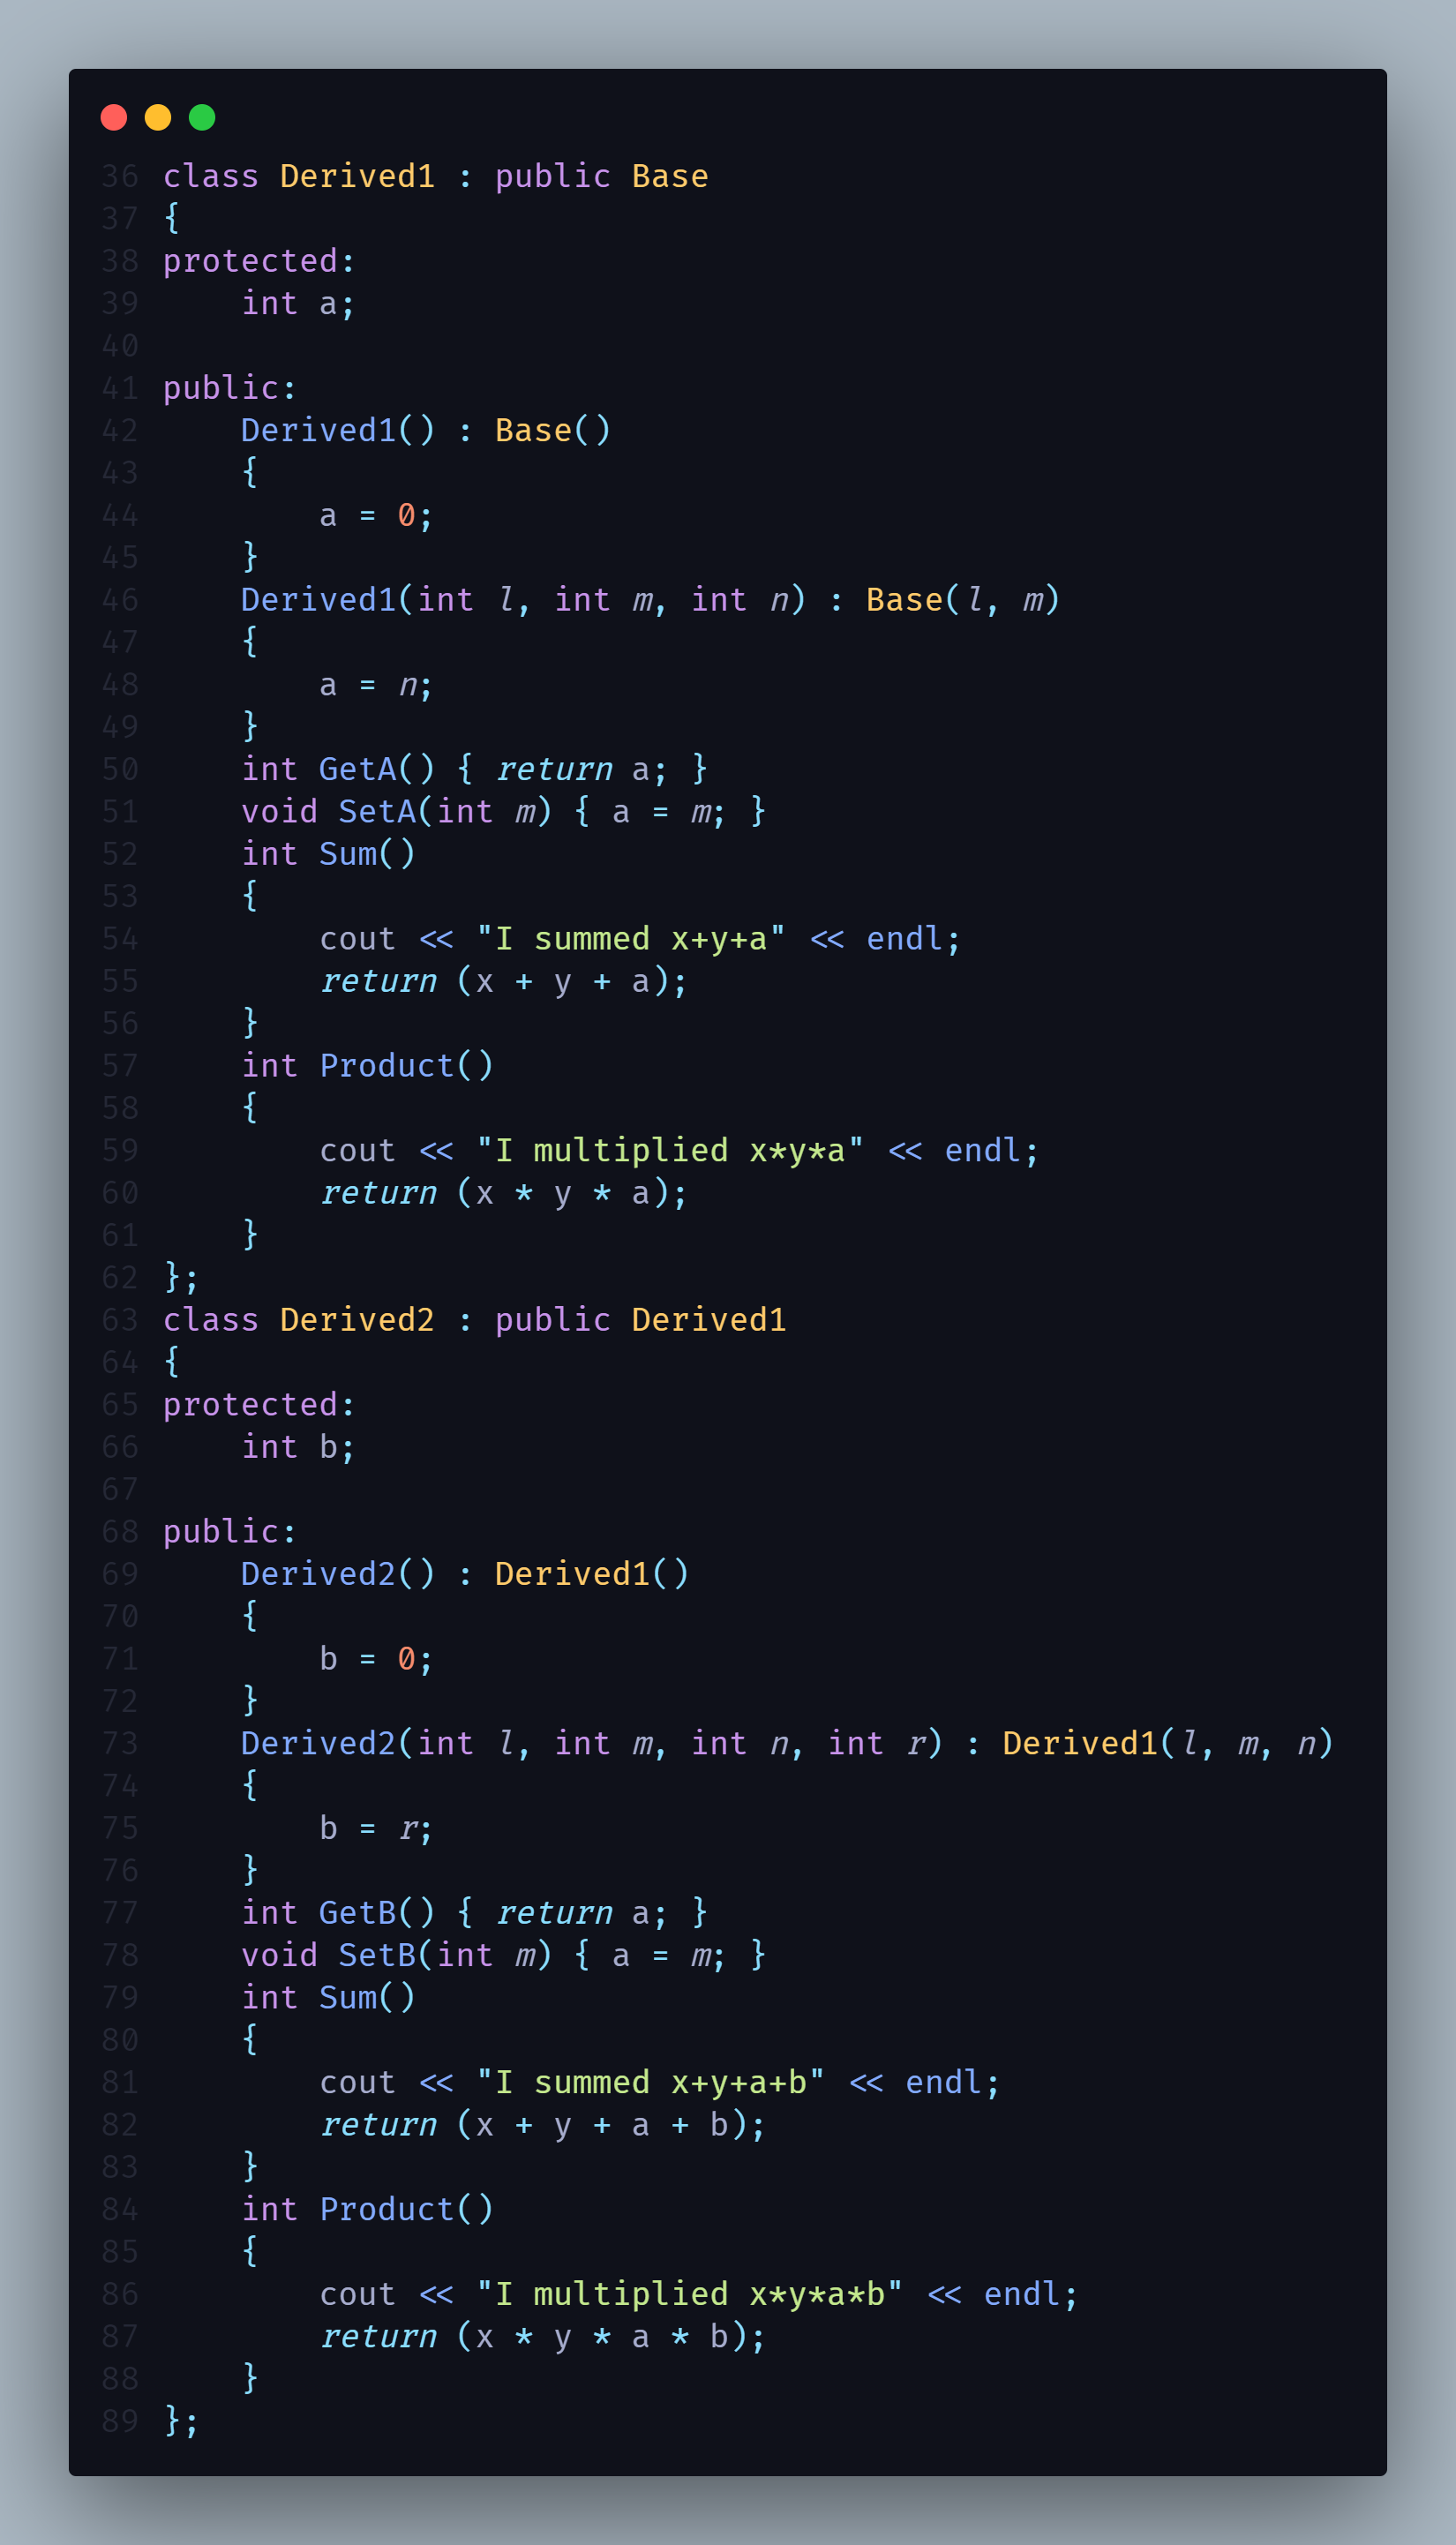 36 class Derived1 : public Base
37 {
38 protected:
39     int a;
40
41 public:
42     Derived1() : Base()
43     {
44         a = 0;
45     }
46     Derived1(int l, int m, int n) : Base(l, m)
47     {
48         a = n;
49     }
50     int GetA() { return a; }
51     void SetA(int m) { a = m; }
52     int Sum()
53     {
54         cout << "I summed x+y+a" << endl;
55         return (x + y + a);
56     }
57     int Product()
58     {
59         cout << "I multiplied x*y*a" << endl;
60         return (x * y * a);
61     }
62 };
63 class Derived2 : public Derived1
64 {
65 protected:
66     int b;
67
68 public:
69     Derived2() : Derived1()
70     {
71         b = 0;
72     }
73     Derived2(int l, int m, int n, int r) : Derived1(l, m, n)
74     {
75         b = r;
76     }
77     int GetB() { return a; }
78     void SetB(int m) { a = m; }
79     int Sum()
80     {
81         cout << "I summed x+y+a+b" << endl;
82         return (x + y + a + b);
83     }
84     int Product()
85     {
86         cout << "I multiplied x*y*a*b" << endl;
87         return (x * y * a * b);
88     }
89 };